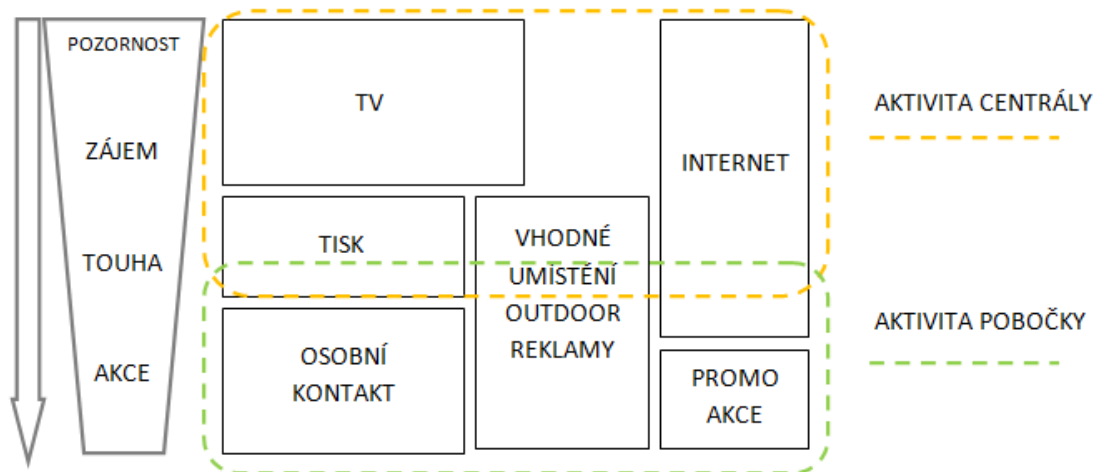 POZORNOST
ZÁJEM
TOUHA
AKCE
TV
TISK
OSOBNÍ
KONTAKT
VHODNÉ
UMÍSTĚNÍ
OUTDOOR
REKLAMY
INTERNET
PROMO
AKCE
AKTIVITA CENTRÁLY
AKTIVITA POBOČKY